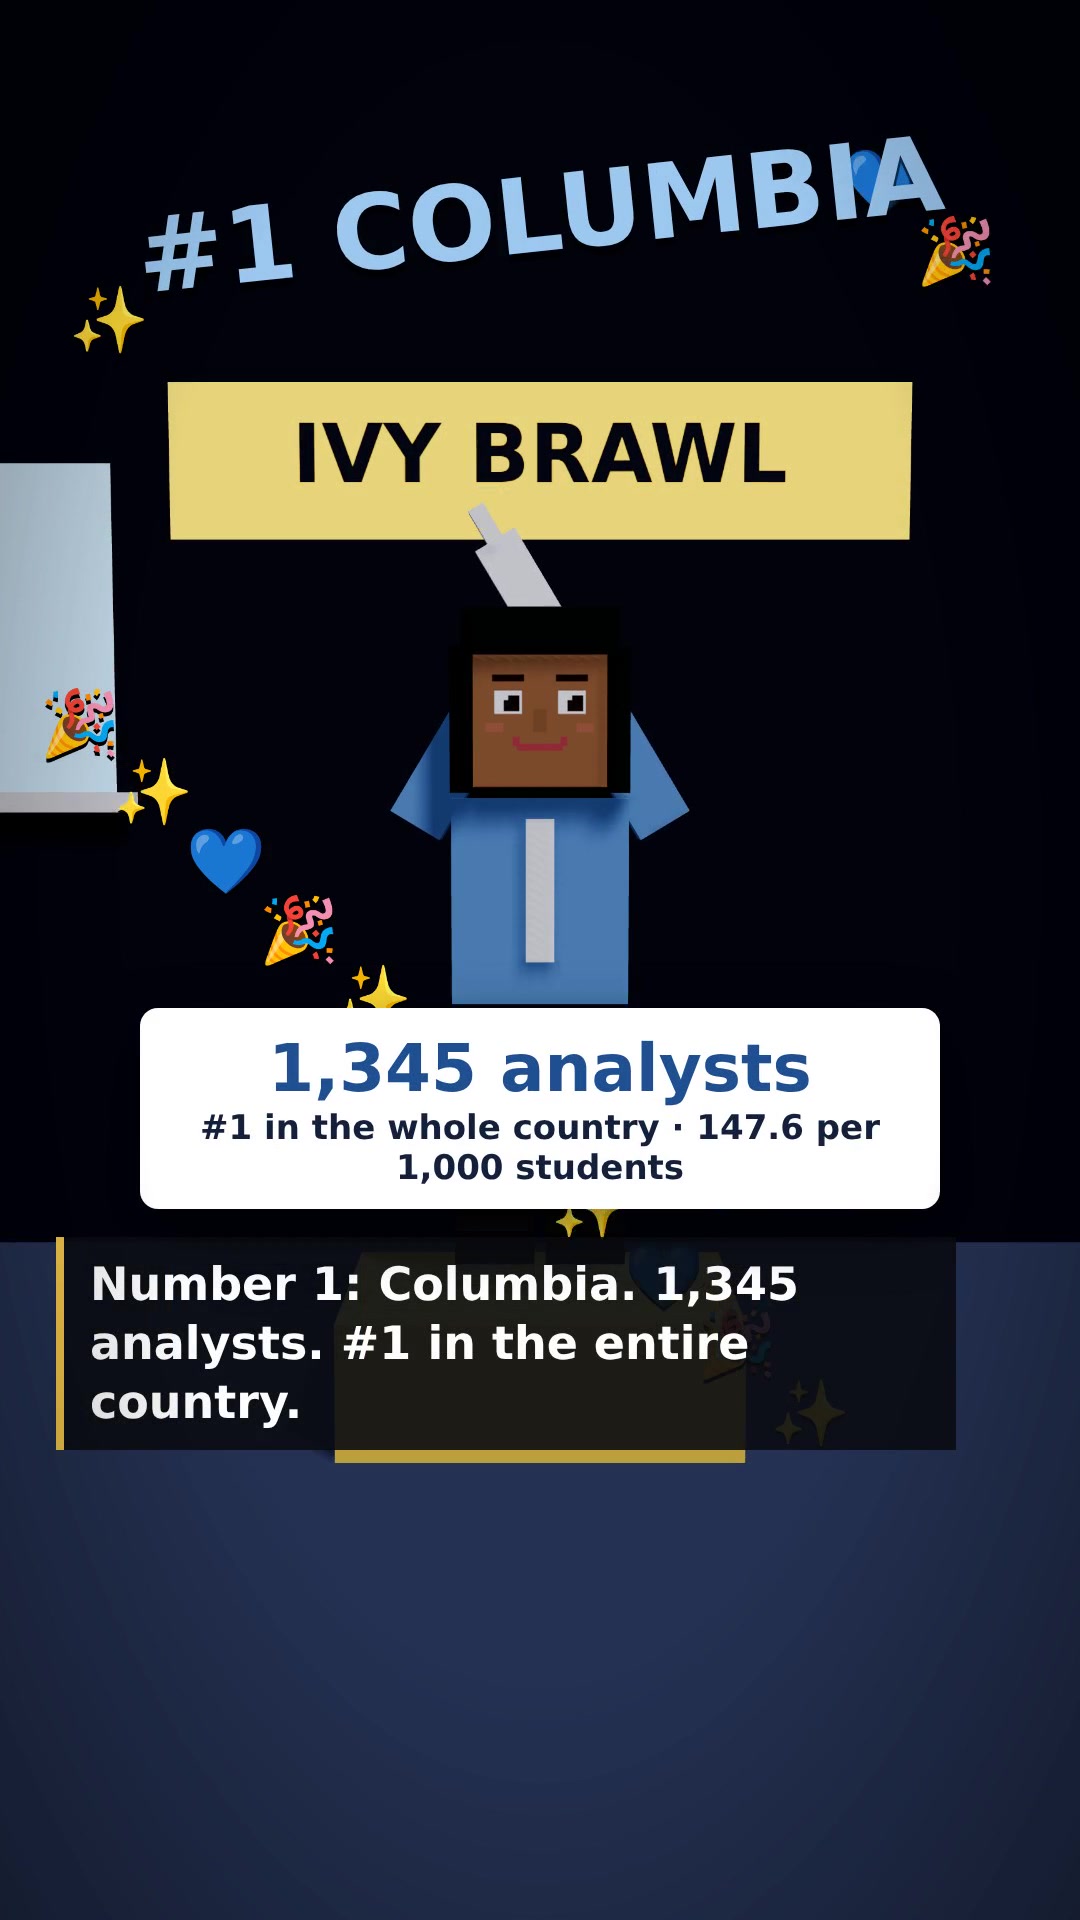 #1 COLUMBIA
IVY BRAWL
1,345 analysts
#1 in the whole country · 147.6 per
1,000 students
Number 1: Columbia. 1,345
analysts. #1 in the entire
country.